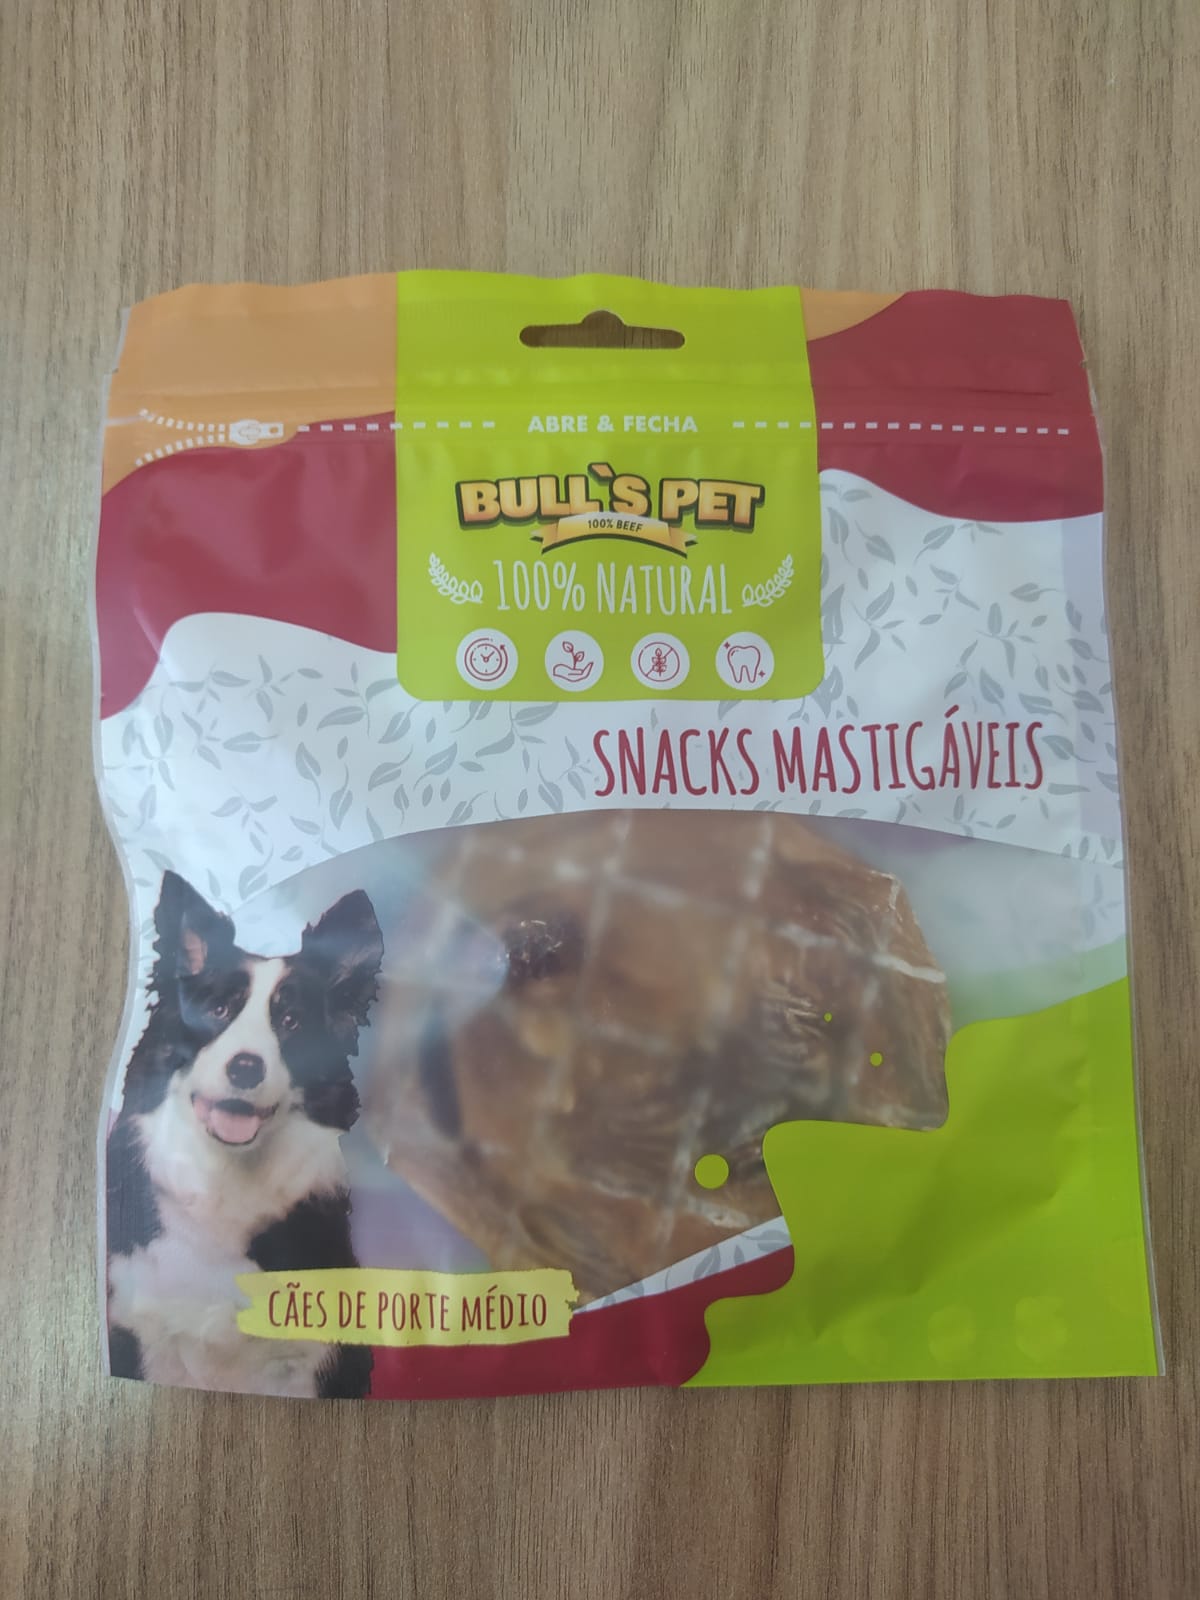 ABRE & FECHA
BULL`S PET
100% BEEF
100% NATURAL
SNACKS MASTIGÁVEIS
CÃES DE PORTE MÉDIO